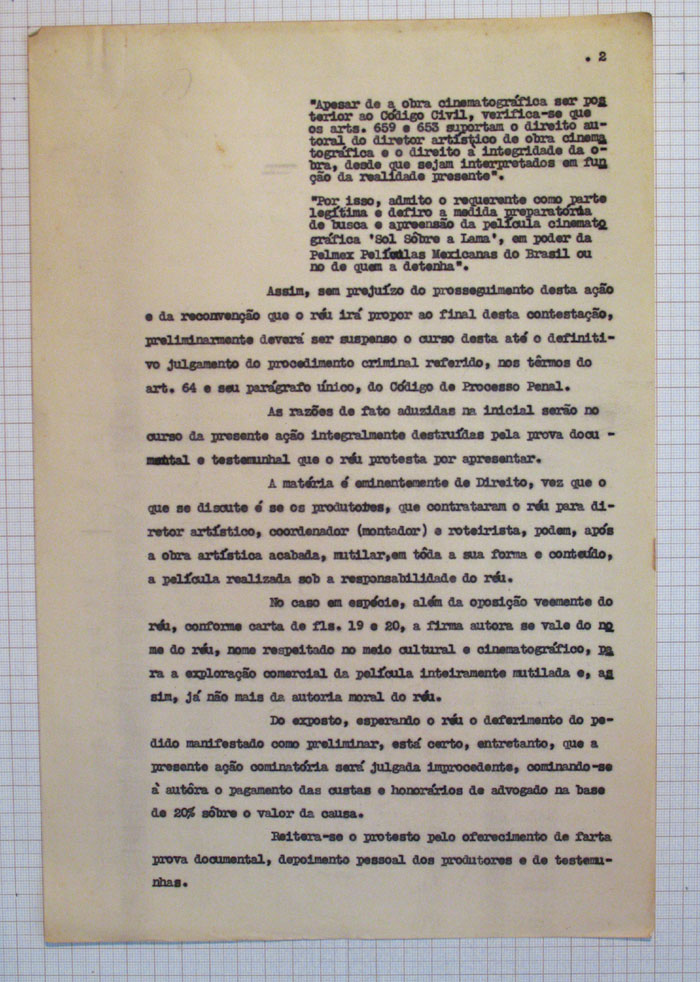 . 2
"Apesar de a obra cinematográfica ser pos
terior ao Código Civil, verifica-se que
os arts. 659 e 653 suportam o direito au-
toral do diretor artístico de obra cinema
tográfica e o direito à integridade da o-
bra, desde que sejam interpretados em fun
ção da realidade presente".
"Por isso, admito o requerente como parte
legítima e defiro a medida preparatória
de busca e apreensão da película cinemato
gráfica 'Sol Sôbre a Lama', em poder da
Pelmex Películas Mexicanas do Brasil ou
no de quem a detenha".
Assim, sem prejuízo do prosseguimento desta ação
e da reconvenção que o réu irá propor ao final desta contestação,
preliminarmente deverá ser suspenso o curso desta até o definiti-
vo julgamento do procedimento criminal referido, nos têrmos do
art. 64 e seu parágrafo único, do Código de Processo Penal.
As razões de fato aduzidas na inicial serão no
curso da presente ação integralmente destruídas pela prova docu -
mental e testemunhal que o réu protesta por apresentar.
A matéria é eminentemente de Direito, vez que o
que se discute é se os produtores, que contrataram o réu para di-
retor artístico, coordenador (montador) e roteirista, podem, após
a obra artística acabada, mutilar,em tôda a sua forma e conteúdo,
a película realizada sob a responsabilidade do réu.
No caso em espécie, além da oposição veemente do
réu, conforme carta de fls. 19 e 20, a firma autora se vale do no
me do réu, nome respeitado no meio cultural e cinematográfico, pa
ra a exploração comercial da película inteiramente mutilada e, as
sim, já não mais da autoria moral do réu.
Do exposto, esperando o réu o deferimento do pe-
dido manifestado como preliminar, está certo, entretanto, que a
presente ação cominatória será julgada improcedente, cominando-se
à autôra o pagamento das custas e honorários de advogado na base
de 20% sôbre o valor da causa.
Reitera-se o protesto pelo oferecimento de farta
prova documental, depoimento pessoal dos produtores e de testemu-
nhas.